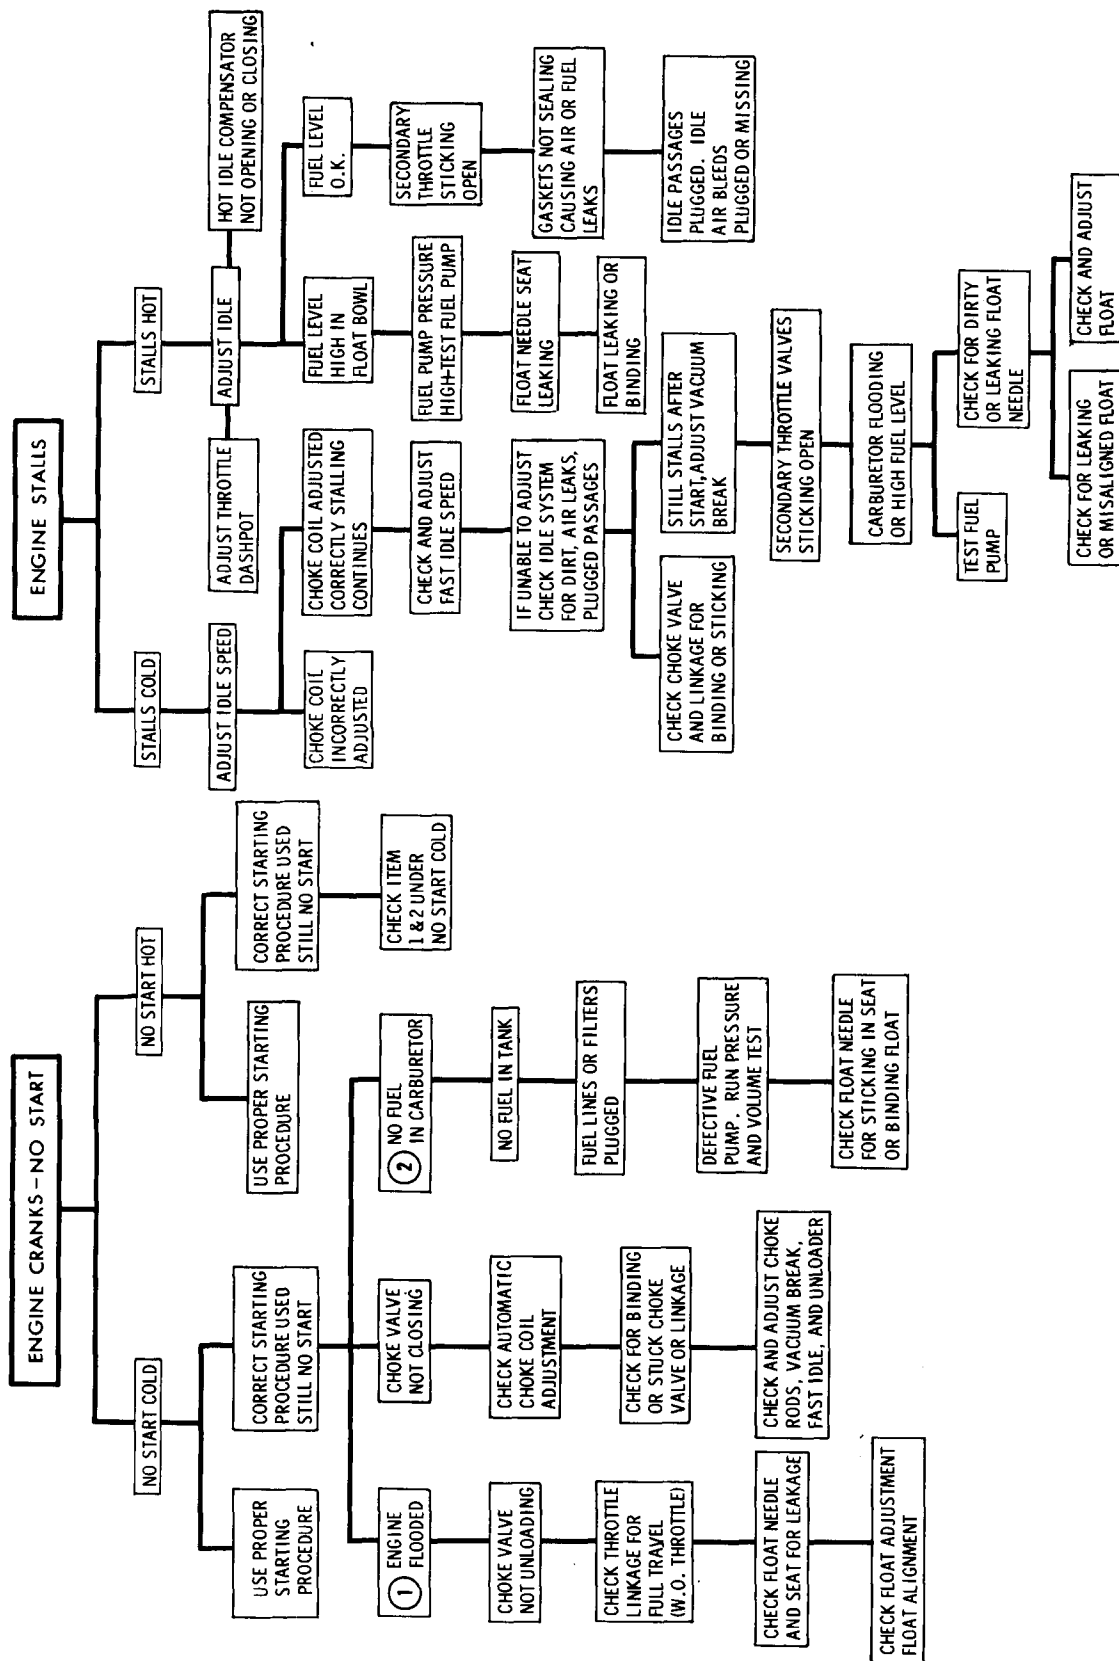 ENGINE CRANKS–NO START
NO START COLD
NO START HOT
USE PROPER
STARTING
PROCEDURE
CORRECT STARTING
PROCEDURE USED
STILL NO START
USE PROPER STARTING
PROCEDURE
CORRECT STARTING
PROCEDURE USED
STILL NO START
1 ENGINE
FLOODED
CHOKE VALVE
NOT CLOSING
2 NO FUEL
IN CARBURETOR
CHECK ITEM
1 & 2 UNDER
NO START COLD
CHOKE VALVE
NOT UNLOADING
CHECK AUTOMATIC
CHOKE COIL
ADJUSTMENT
NO FUEL IN TANK
CHECK THROTTLE
LINKAGE FOR
FULL TRAVEL
(W.O. THROTTLE)
CHECK FOR BINDING
OR STUCK CHOKE
VALVE OR LINKAGE
FUEL LINES OR FILTERS
PLUGGED
CHECK FLOAT NEEDLE
AND SEAT FOR LEAKAGE
CHECK AND ADJUST CHOKE
RODS, VACUUM BREAK,
FAST IDLE, AND UNLOADER
DEFECTIVE FUEL
PUMP. RUN PRESSURE
AND VOLUME TEST
CHECK FLOAT ADJUSTMENT
FLOAT ALIGNMENT
CHECK FLOAT NEEDLE
FOR STICKING IN SEAT
OR BINDING FLOAT
ENGINE STALLS
STALLS COLD
STALLS HOT
ADJUST IDLE SPEED
ADJUST THROTTLE
DASHPOT
ADJUST IDLE
HOT IDLE COMPENSATOR
NOT OPENING OR CLOSING
CHOKE COIL
INCORRECTLY
ADJUSTED
CHOKE COIL ADJUSTED
CORRECTLY STALLING
CONTINUES
FUEL LEVEL
HIGH IN
FLOAT BOWL
FUEL LEVEL
O.K.
CHECK AND ADJUST
FAST IDLE SPEED
FUEL PUMP PRESSURE
HIGH-TEST FUEL PUMP
SECONDARY
THROTTLE
STICKING
OPEN
IF UNABLE TO ADJUST
CHECK IDLE SYSTEM
FOR DIRT, AIR LEAKS,
PLUGGED PASSAGES
FLOAT NEEDLE SEAT
LEAKING
GASKETS NOT SEALING
CAUSING AIR OR FUEL
LEAKS
FLOAT LEAKING OR
BINDING
IDLE PASSAGES
PLUGGED. IDLE
AIR BLEEDS
PLUGGED OR MISSING
CHECK CHOKE VALVE
AND LINKAGE FOR
BINDING OR STICKING
STILL STALLS AFTER
START, ADJUST VACUUM
BREAK
SECONDARY THROTTLE VALVES
STICKING OPEN
CARBURETOR FLOODING
OR HIGH FUEL LEVEL
TEST FUEL
PUMP
CHECK FOR DIRTY
OR LEAKING FLOAT
NEEDLE
CHECK FOR LEAKING
OR MISALIGNED FLOAT
CHECK AND ADJUST
FLOAT